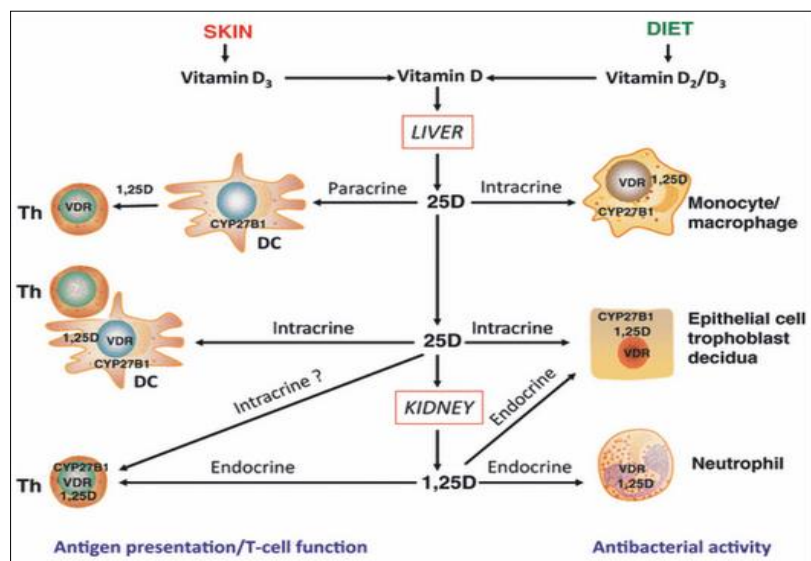 SKIN
DIET
Vitamin D₃
Vitamin D
Vitamin D₂/D₃
LIVER
Th
VDR
1,25D
CYP27B1
DC
Paracrine
25D
Intracrine
VDR
1,25D
CYP27B1
Monocyte/
macrophage
Th
1,25D
VDR
CYP27B1
DC
Intracrine
25D
Intracrine
CYP27B1
1,25D
VDR
Epithelial cell
trophoblast
decidua
Intracrine ?
KIDNEY
Endocrine
Th
CYP27B1
VDR
1,25D
Endocrine
1,25D
Endocrine
VDR
1,25D
Neutrophil
Antigen presentation/T-cell function
Antibacterial activity